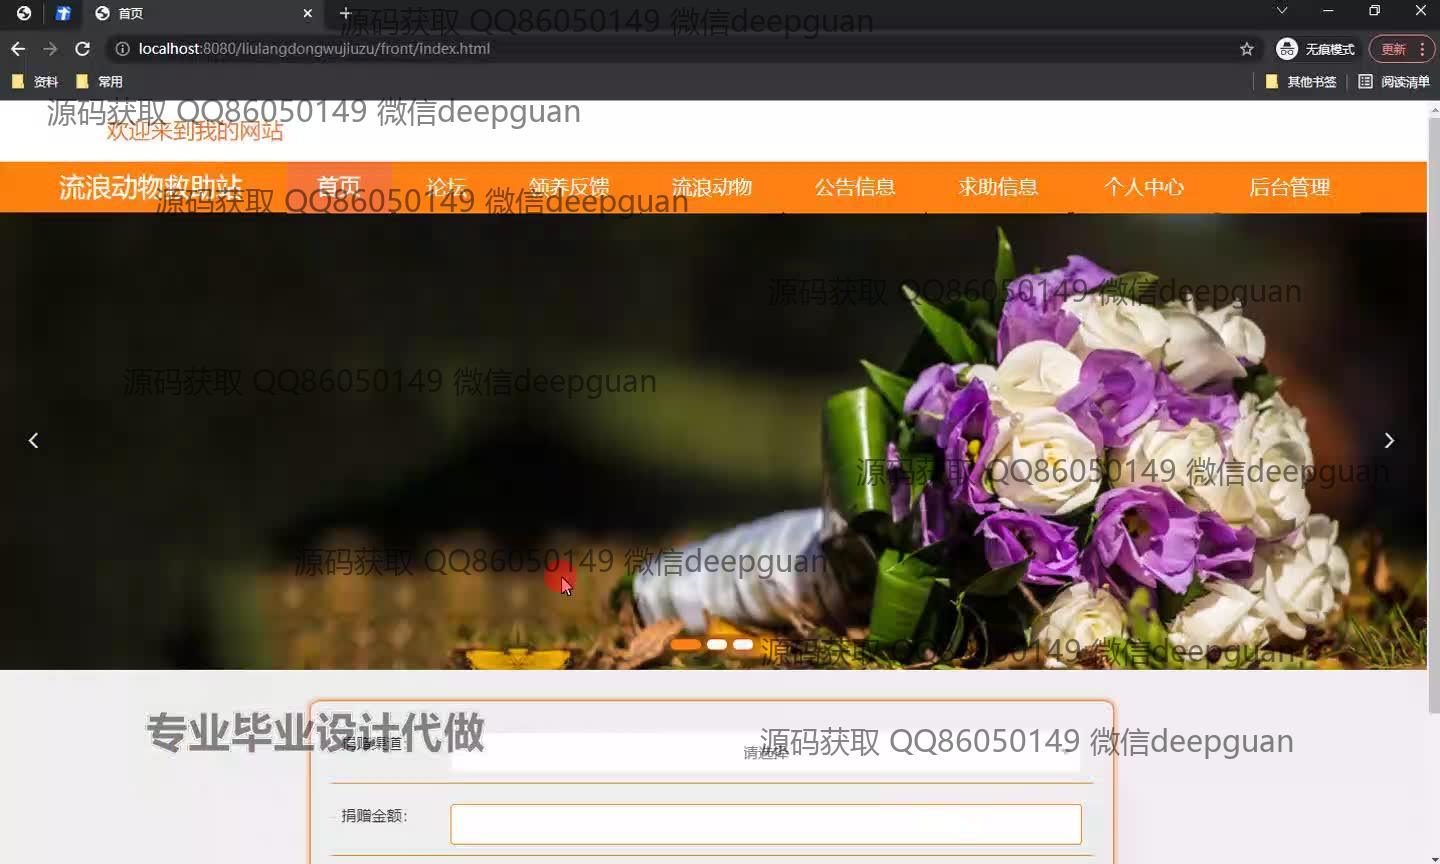 首页
源码获取 QQ86050149 微信deepguan
localhost:8080/liulangdongwujiuzu/front/index.html
无痕模式
更新
资料
常用
其他书签
阅读清单
源码获取 QQ86050149 微信deepguan
欢迎来到我的网站
流浪动物救助站
首页
论坛
领养反馈
流浪动物
公告信息
求助信息
个人中心
后台管理
源码获取 QQ86050149 微信deepguan
源码获取 QQ86050149 微信deepguan
源码获取 QQ86050149 微信deepguan
源码获取 QQ86050149 微信deepguan
源码获取 QQ86050149 微信deepguan
源码获取 QQ86050149 微信deepguan
专业毕业设计代做
捐赠渠道:
请选择
源码获取 QQ86050149 微信deepguan
捐赠金额: